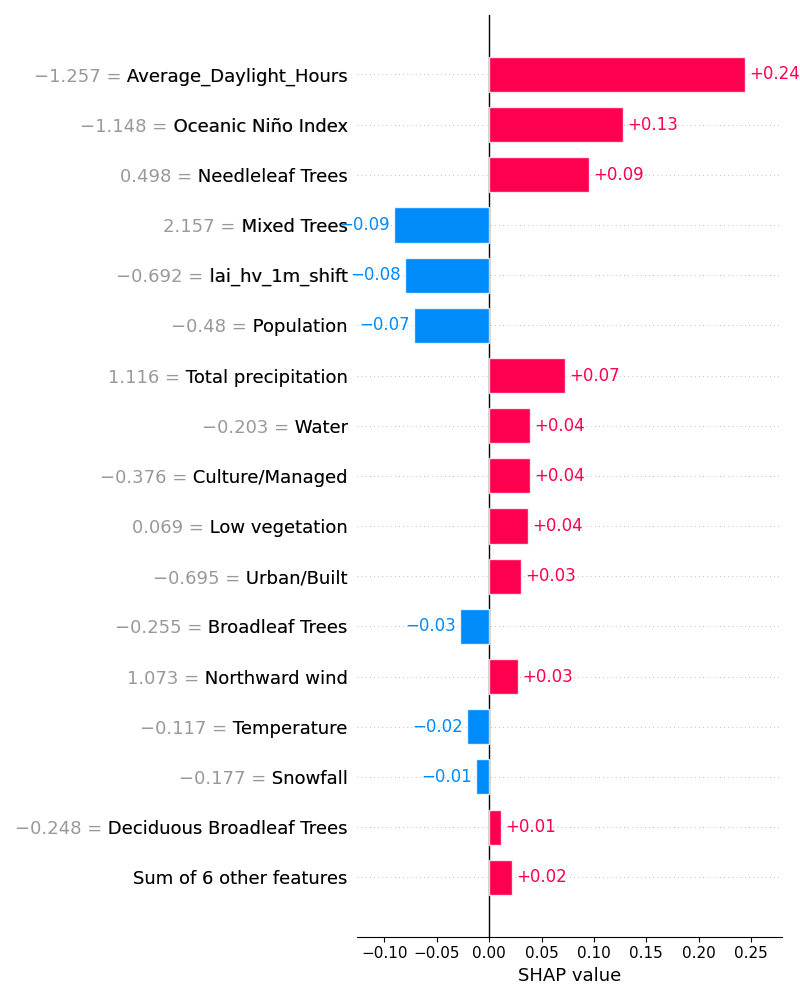 −1.257 = Average_Daylight_Hours +0.24
−1.148 = Oceanic Niño Index +0.13
0.498 = Needleleaf Trees +0.09
2.157 = Mixed Trees −0.09
−0.692 = lai_hv_1m_shift −0.08
−0.48 = Population −0.07
1.116 = Total precipitation +0.07
−0.203 = Water +0.04
−0.376 = Culture/Managed +0.04
0.069 = Low vegetation +0.04
−0.695 = Urban/Built +0.03
−0.255 = Broadleaf Trees −0.03
1.073 = Northward wind +0.03
−0.117 = Temperature −0.02
−0.177 = Snowfall −0.01
−0.248 = Deciduous Broadleaf Trees +0.01
Sum of 6 other features +0.02
−0.10 −0.05 0.00 0.05 0.10 0.15 0.20 0.25
SHAP value